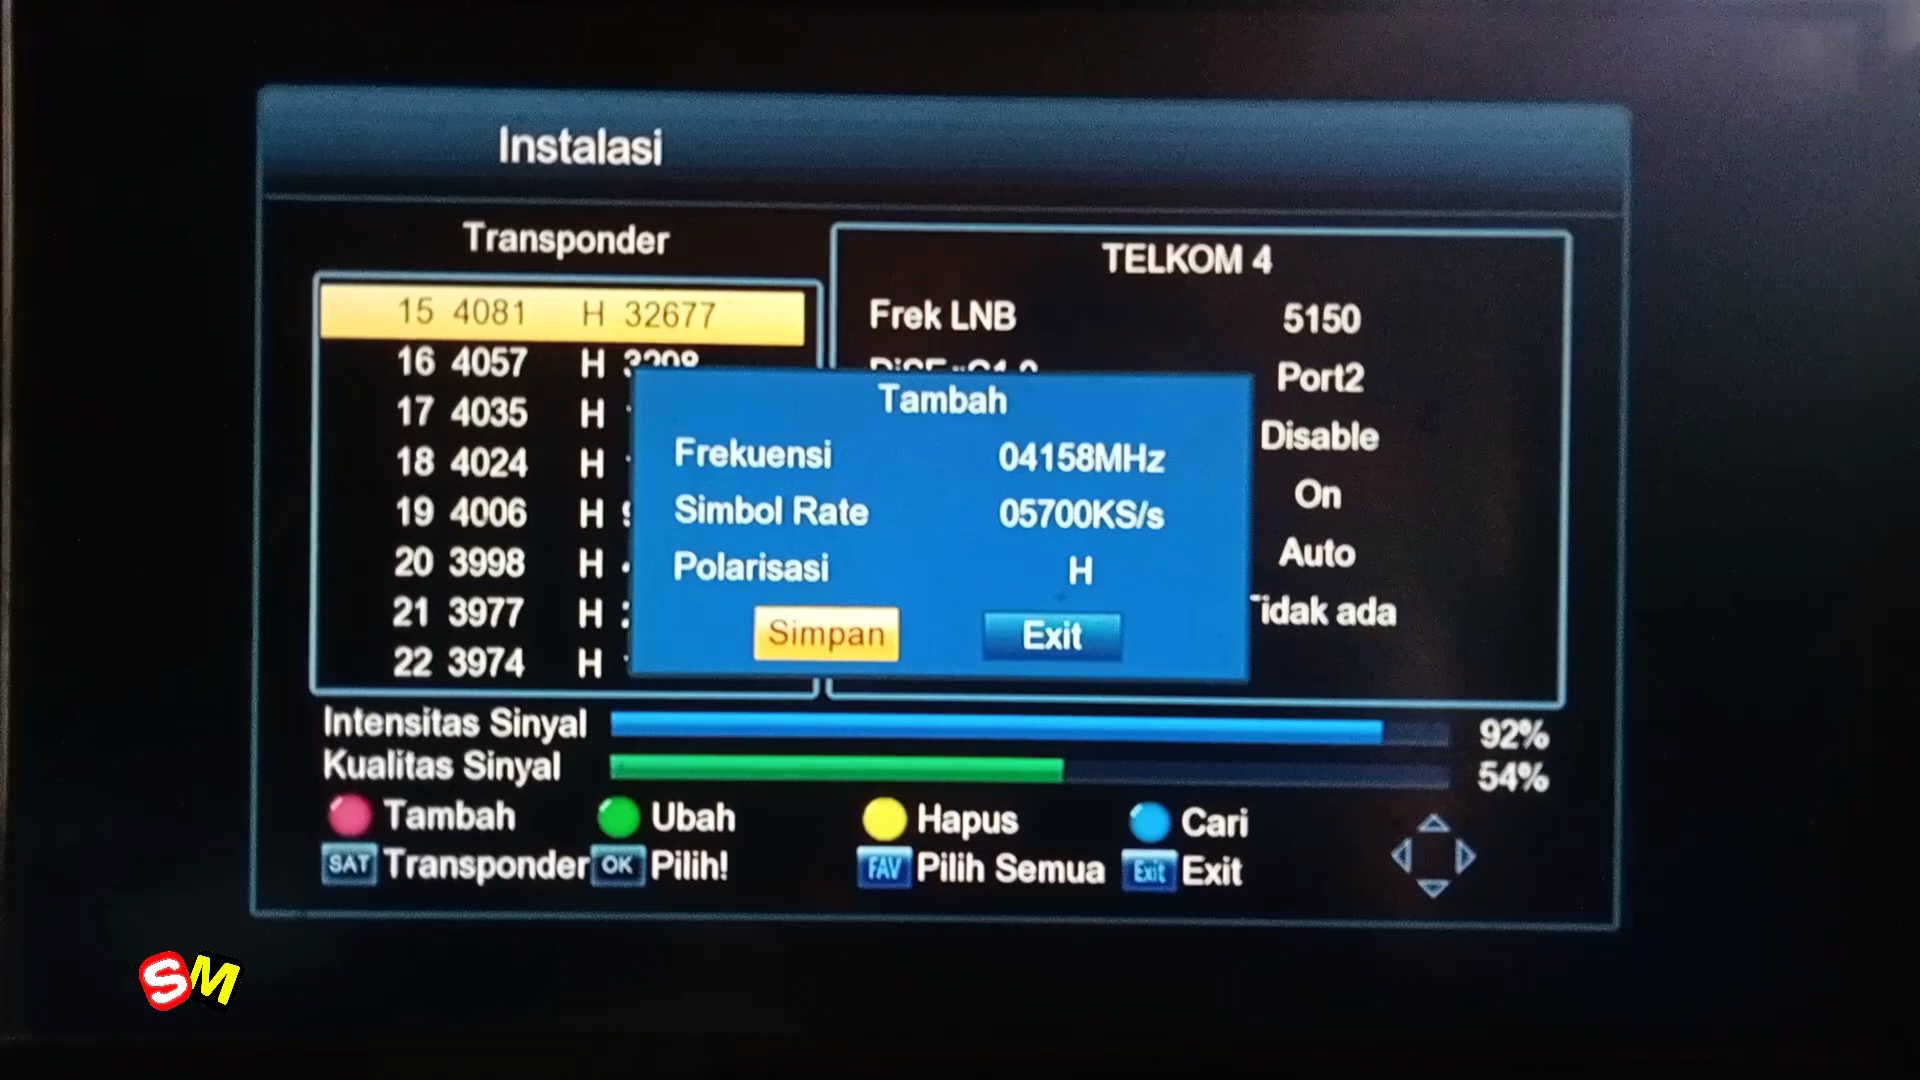 Instalasi
Transponder
15 4081 H 32677
16 4057 H
17 4035 H
18 4024 H
19 4006 H
20 3998 H
21 3977 H
22 3974 H
TELKOM 4
Frek LNB 5150
Port2
Disable
On
Auto
Tidak ada
Tambah
Frekuensi 04158MHz
Simbol Rate 05700KS/s
Polarisasi H
Simpan Exit
Intensitas Sinyal 92%
Kualitas Sinyal 54%
Tambah Ubah Hapus Cari
SAT Transponder OK Pilih! FAV Pilih Semua Exit Exit
SM